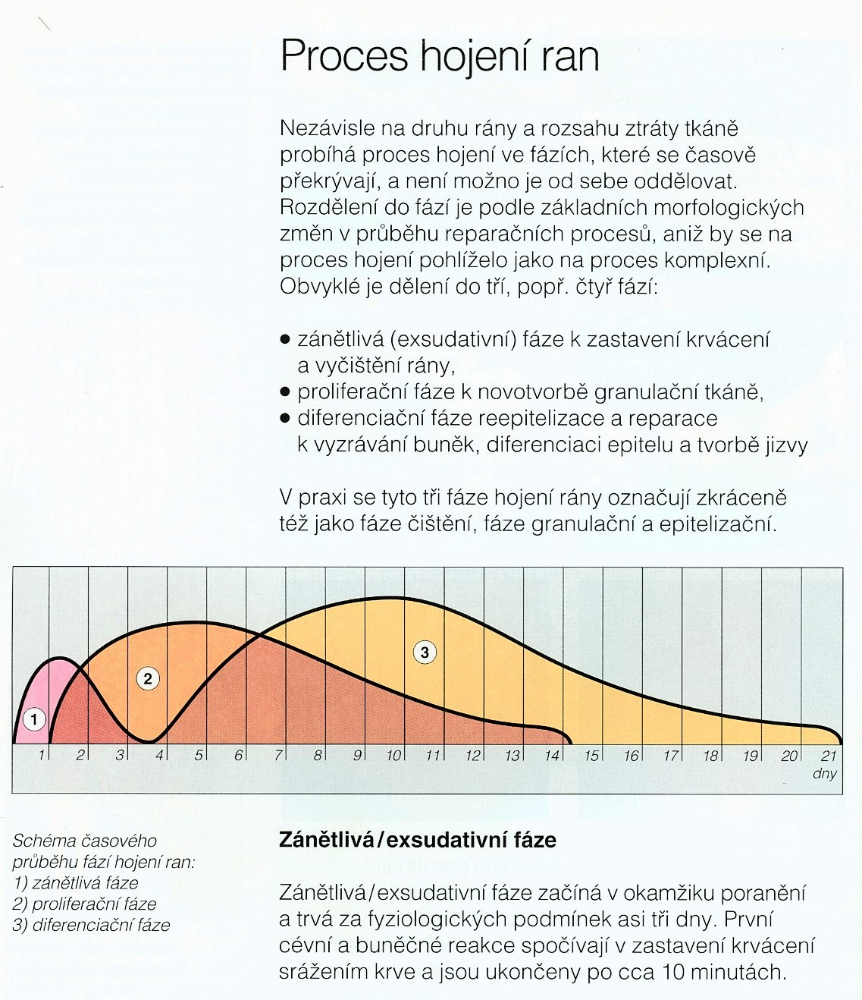 Proces hojení ran
Nezávisle na druhu rány a rozsahu ztráty tkáně
probíhá proces hojení ve fázích, které se časově
překrývají, a není možno je od sebe oddělovat.
Rozdělení do fází je podle základních morfologických
změn v průběhu reparačních procesů, aniž by se na
proces hojení pohlíželo jako na proces komplexní.
Obvyklé je dělení do tří, popř. čtyř fází:
● zánětlivá (exsudativní) fáze k zastavení krvácení
a vyčištění rány,
● proliferační fáze k novotvorbě granulační tkáně,
● diferenciační fáze reepitelizace a reparace
k vyzrávání buněk, diferenciaci epitelu a tvorbě jizvy
V praxi se tyto tři fáze hojení rány označují zkráceně
též jako fáze čištění, fáze granulační a epitelizační.
3
2
1
1 2 3 4 5 6 7 8 9 10 11 12 13 14 15 16 17 18 19 20 21
dny
Schéma časového
průběhu fází hojení ran:
1) zánětlivá fáze
2) proliferační fáze
3) diferenciační fáze
Zánětlivá/exsudativní fáze
Zánětlivá/exsudativní fáze začíná v okamžiku poranění
a trvá za fyziologických podmínek asi tři dny. První
cévní a buněčné reakce spočívají v zastavení krvácení
srážením krve a jsou ukončeny po cca 10 minutách.